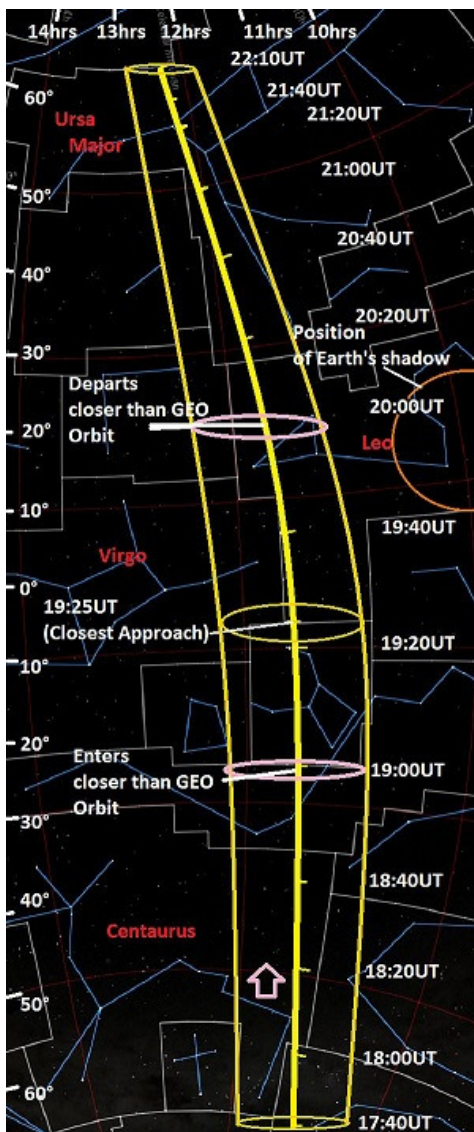 14hrs 13hrs 12hrs 11hrs 10hrs
22:10UT
60°
21:40UT
Ursa
Major
21:20UT
21:00UT
50°
20:40UT
40°
20:20UT
Position
of Earth's shadow
30°
Departs
closer than GEO
Orbit
20:00UT
20°
Leo
10°
19:40UT
Virgo
0°
19:25UT
(Closest Approach)
19:20UT
10°
20°
Enters
closer than GEO
Orbit
19:00UT
30°
18:40UT
40°
Centaurus
18:20UT
50°
18:00UT
60°
17:40UT